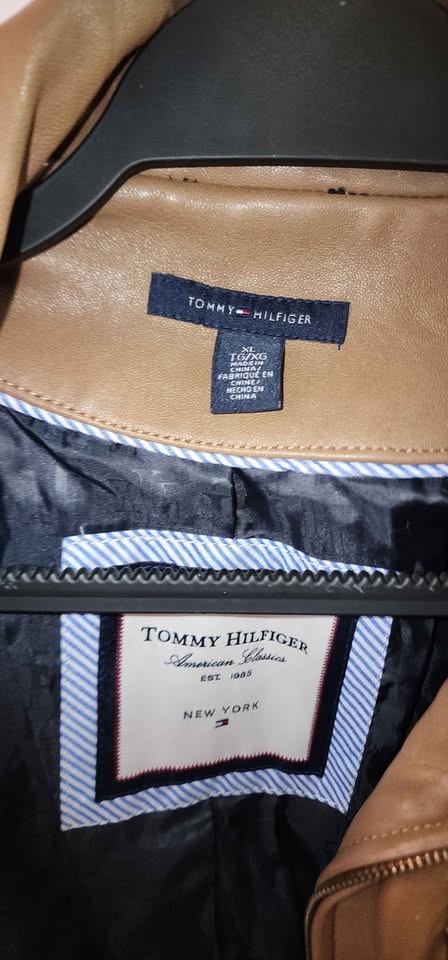 TOMMY HILFIGER
XL
TG/XG
MADE IN
CHINA/
FABRIQUÉ EN
CHINE/
HECHO EN
CHINA
TOMMY HILFIGER
American Classics
EST. 1985
NEW YORK